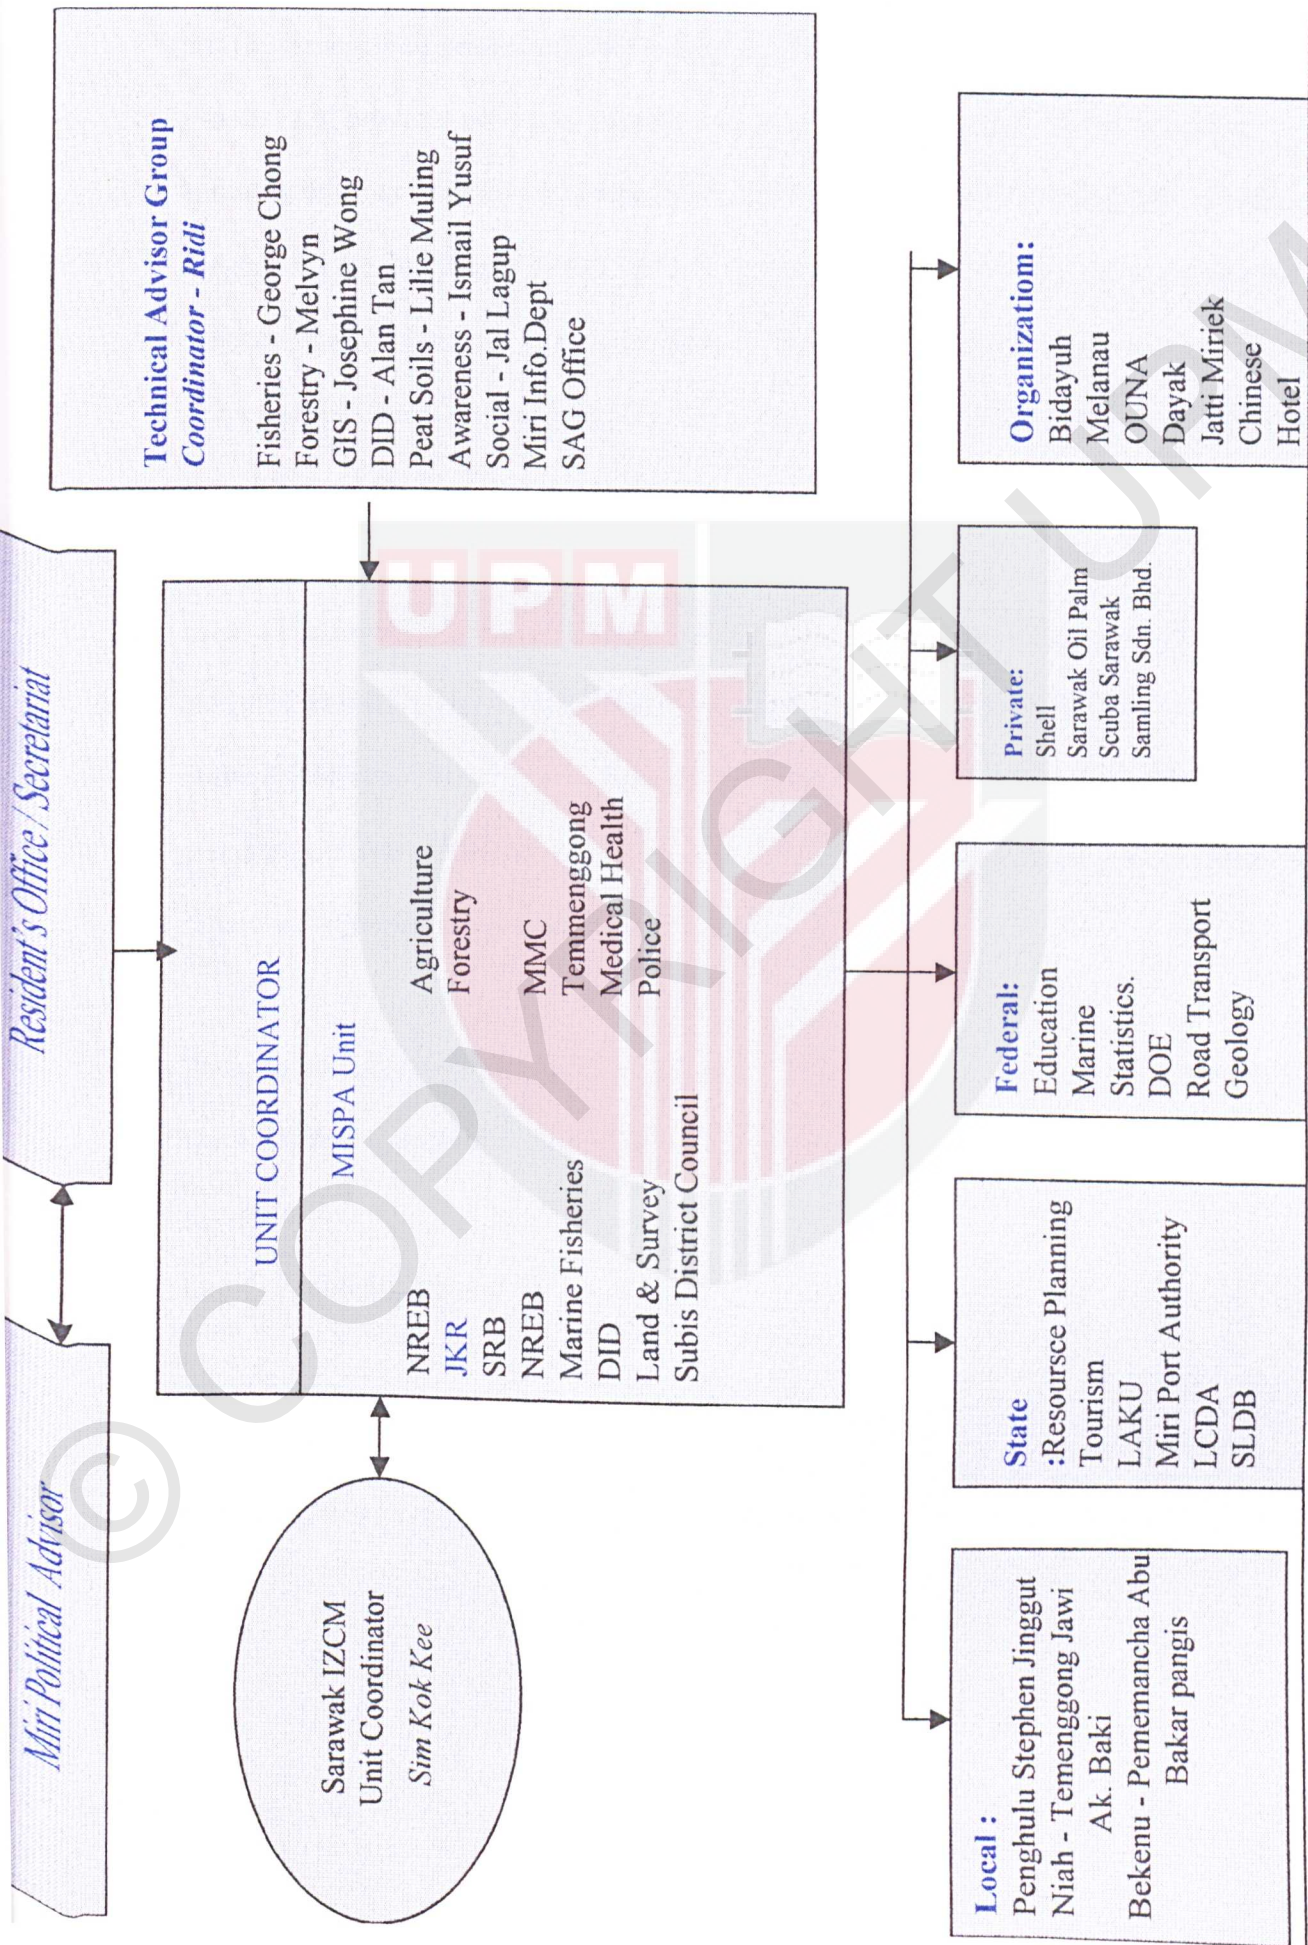 Miri Political Advisor
Resident's Office / Secretariat
Technical Advisor Group
Coordinator - Ridi
Fisheries - George Chong
Forestry - Melvyn
GIS - Josephine Wong
DID - Alan Tan
Peat Soils - Lilie Muling
Awareness - Ismail Yusuf
Social - Jal Lagup
Miri Info.Dept
SAG Office
Sarawak IZCM
Unit Coordinator
Sim Kok Kee
UNIT COORDINATOR
MISPA Unit
NREB
JKR
SRB
NREB
Marine Fisheries
DID
Land & Survey
Subis District Council
Agriculture
Forestry
MMC
Temmenggong
Medical Health
Police
Local :
Penghulu Stephen Jinggut
Niah - Temenggong Jawi
Ak. Baki
Bekenu - Pememancha Abu
Bakar pangis
State
:Resoursce Planning
Tourism
LAKU
Miri Port Authority
LCDA
SLDB
Federal:
Education
Marine
Statistics.
DOE
Road Transport
Geology
Private:
Shell
Sarawak Oil Palm
Scuba Sarawak
Samling Sdn. Bhd.
Organization:
Bidayuh
Melanau
OUNA
Dayak
Jatti Miriek
Chinese
Hotel
UPM
© COPYRIGHT UPM